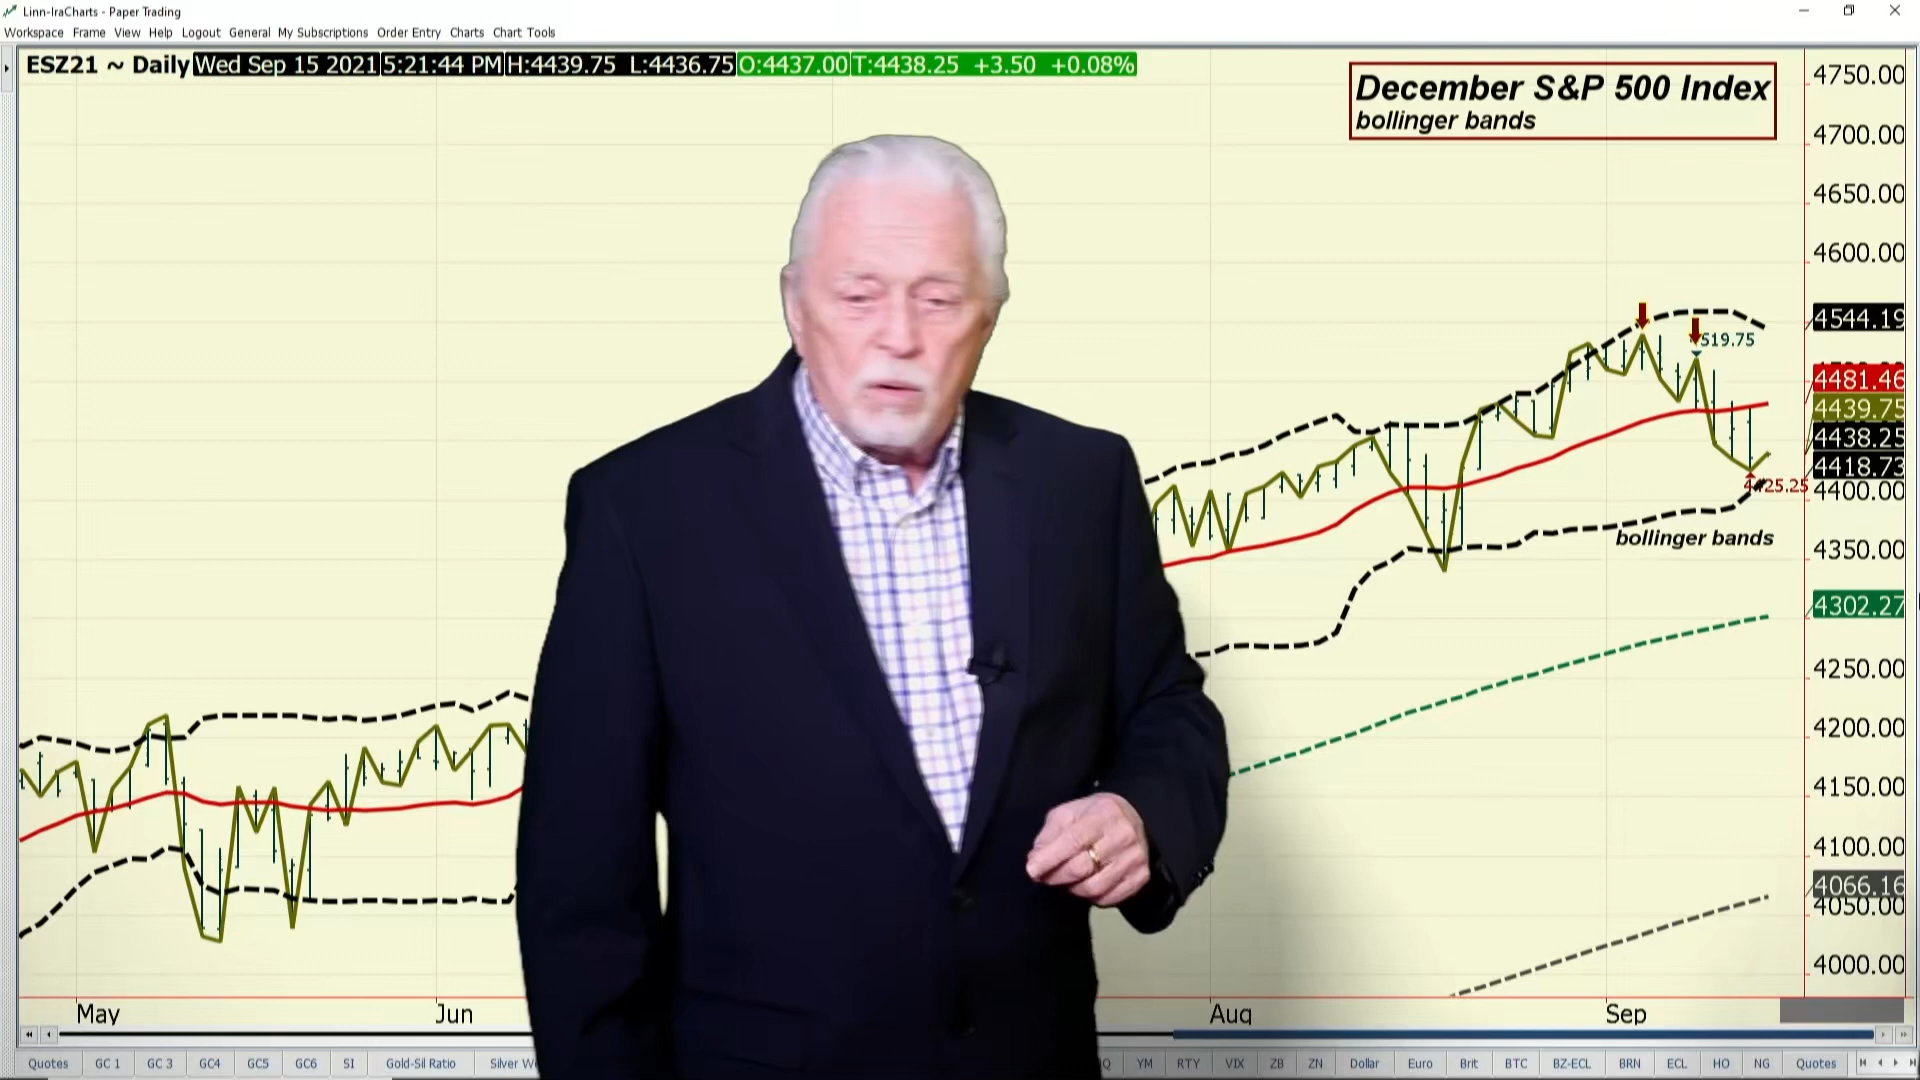 Linn-IraCharts - Paper Trading
Workspace Frame View Help Logout General My Subscriptions Order Entry Charts Chart Tools
ESZ21 ~ Daily Wed Sep 15 2021 5:21:44 PM H:4439.75 L:4436.75 O:4437.00 T:4438.25 +3.50 +0.08%
December S&P 500 Index
bollinger bands
4750.00
4700.00
4650.00
4600.00
4544.19
519.75
4481.46
4439.75
4438.25
4418.73
4425.25
4400.00
bollinger bands
4350.00
4302.27
4250.00
4200.00
4150.00
4100.00
4066.16
4050.00
4000.00
May Jun Aug Sep
Quotes GC 1 GC 3 GC4 GC5 GC6 SI Gold-Sil Ratio Silver YM RTY VIX ZB ZN Dollar Euro Brit BTC BZ-ECL BRN ECL HO NG Quotes